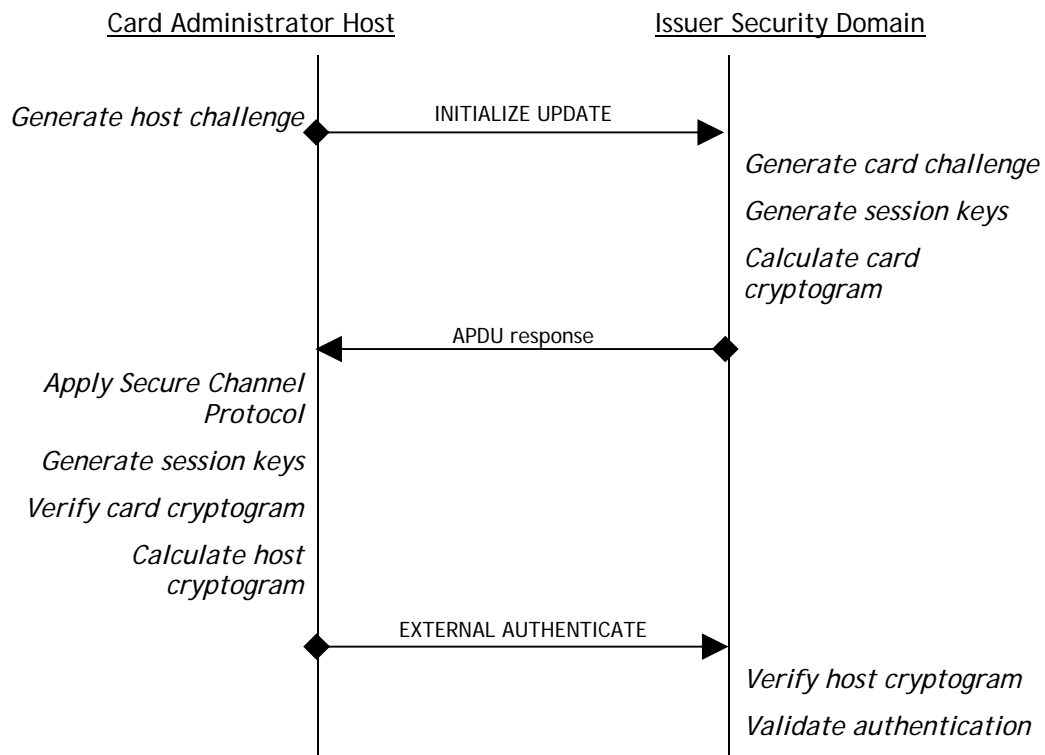 Card Administrator Host
Issuer Security Domain
Generate host challenge
INITIALIZE UPDATE
Generate card challenge
Generate session keys
Calculate card
cryptogram
APDU response
Apply Secure Channel
Protocol
Generate session keys
Verify card cryptogram
Calculate host
cryptogram
EXTERNAL AUTHENTICATE
Verify host cryptogram
Validate authentication